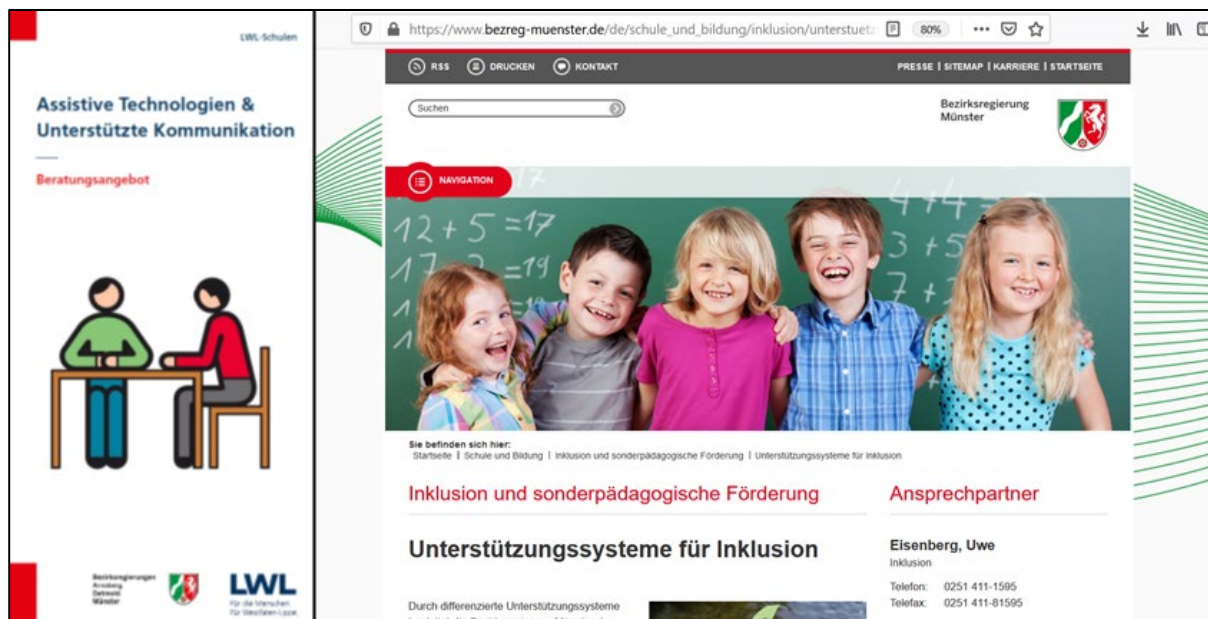 LWL-Schulen
Assistive Technologien &
Unterstützte Kommunikation
Beratungsangebot
Bezirksregierungen
Arnsberg
Detmold
Münster
LWL
Für die Menschen.
Für Westfalen-Lippe.
https://www.bezreg-muenster.de/de/schule_und_bildung/inklusion/unterstuetz
80%
RSS DRUCKEN KONTAKT
PRESSE | SITEMAP | KARRIERE | STARTSEITE
Suchen
Bezirksregierung
Münster
NAVIGATION
17
12 + 5 = 17
=19
4+4=
3+5
7+
Sie befinden sich hier:
Startseite | Schule und Bildung | Inklusion und sonderpädagogische Förderung | Unterstützungssysteme für Inklusion
Inklusion und sonderpädagogische Förderung
Unterstützungssysteme für Inklusion
Durch differenzierte Unterstützungssysteme
Ansprechpartner
Eisenberg, Uwe
Inklusion
Telefon: 0251 411-1595
Telefax: 0251 411-81595